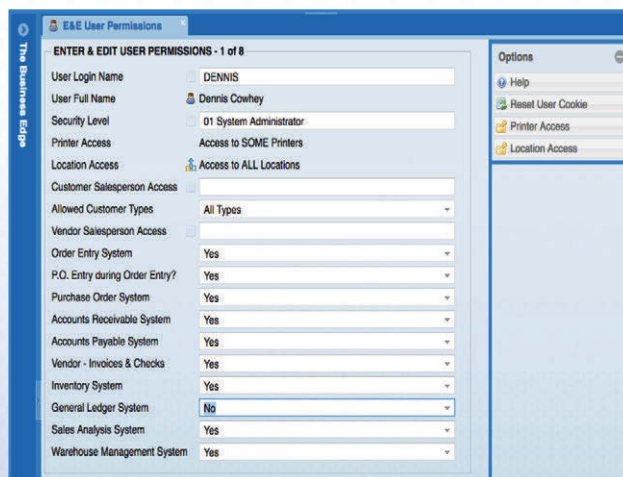 The Business Edge
E&E User Permissions
ENTER & EDIT USER PERMISSIONS - 1 of 8
User Login Name DENNIS
User Full Name Dennis Cowhey
Security Level 01 System Administrator
Printer Access Access to SOME Printers
Location Access Access to ALL Locations
Customer Salesperson Access
Allowed Customer Types All Types
Vendor Salesperson Access
Order Entry System Yes
P.O. Entry during Order Entry? Yes
Purchase Order System Yes
Accounts Receivable System Yes
Accounts Payable System Yes
Vendor - Invoices & Checks Yes
Inventory System Yes
General Ledger System No
Sales Analysis System Yes
Warehouse Management System Yes
Options
Help
Reset User Cookie
Printer Access
Location Access